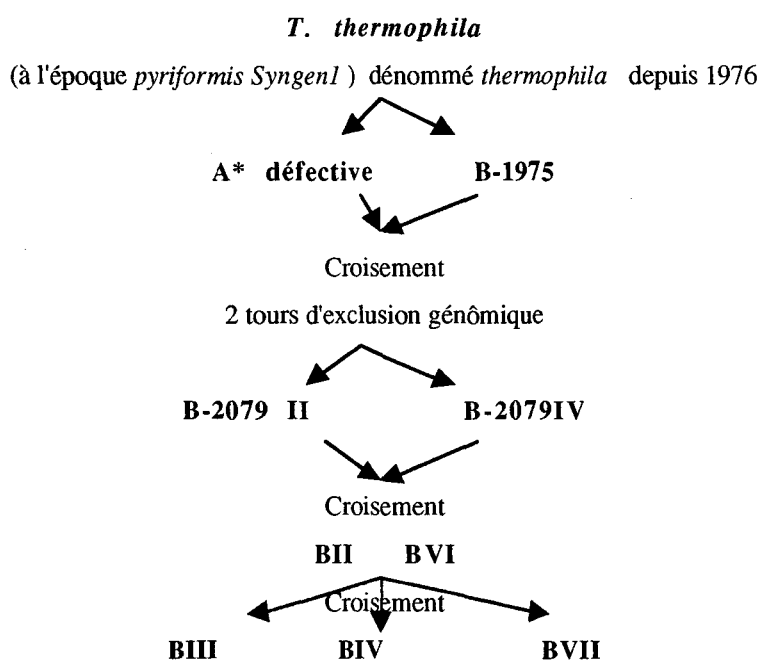 T. thermophila
(à l'époque pyriformis Syngen1 ) dénommé thermophila depuis 1976
A* défective B-1975
Croisement
2 tours d'exclusion génômique
B-2079 II B-2079IV
Croisement
BII BVI
Croisement
BIII BIV BVII